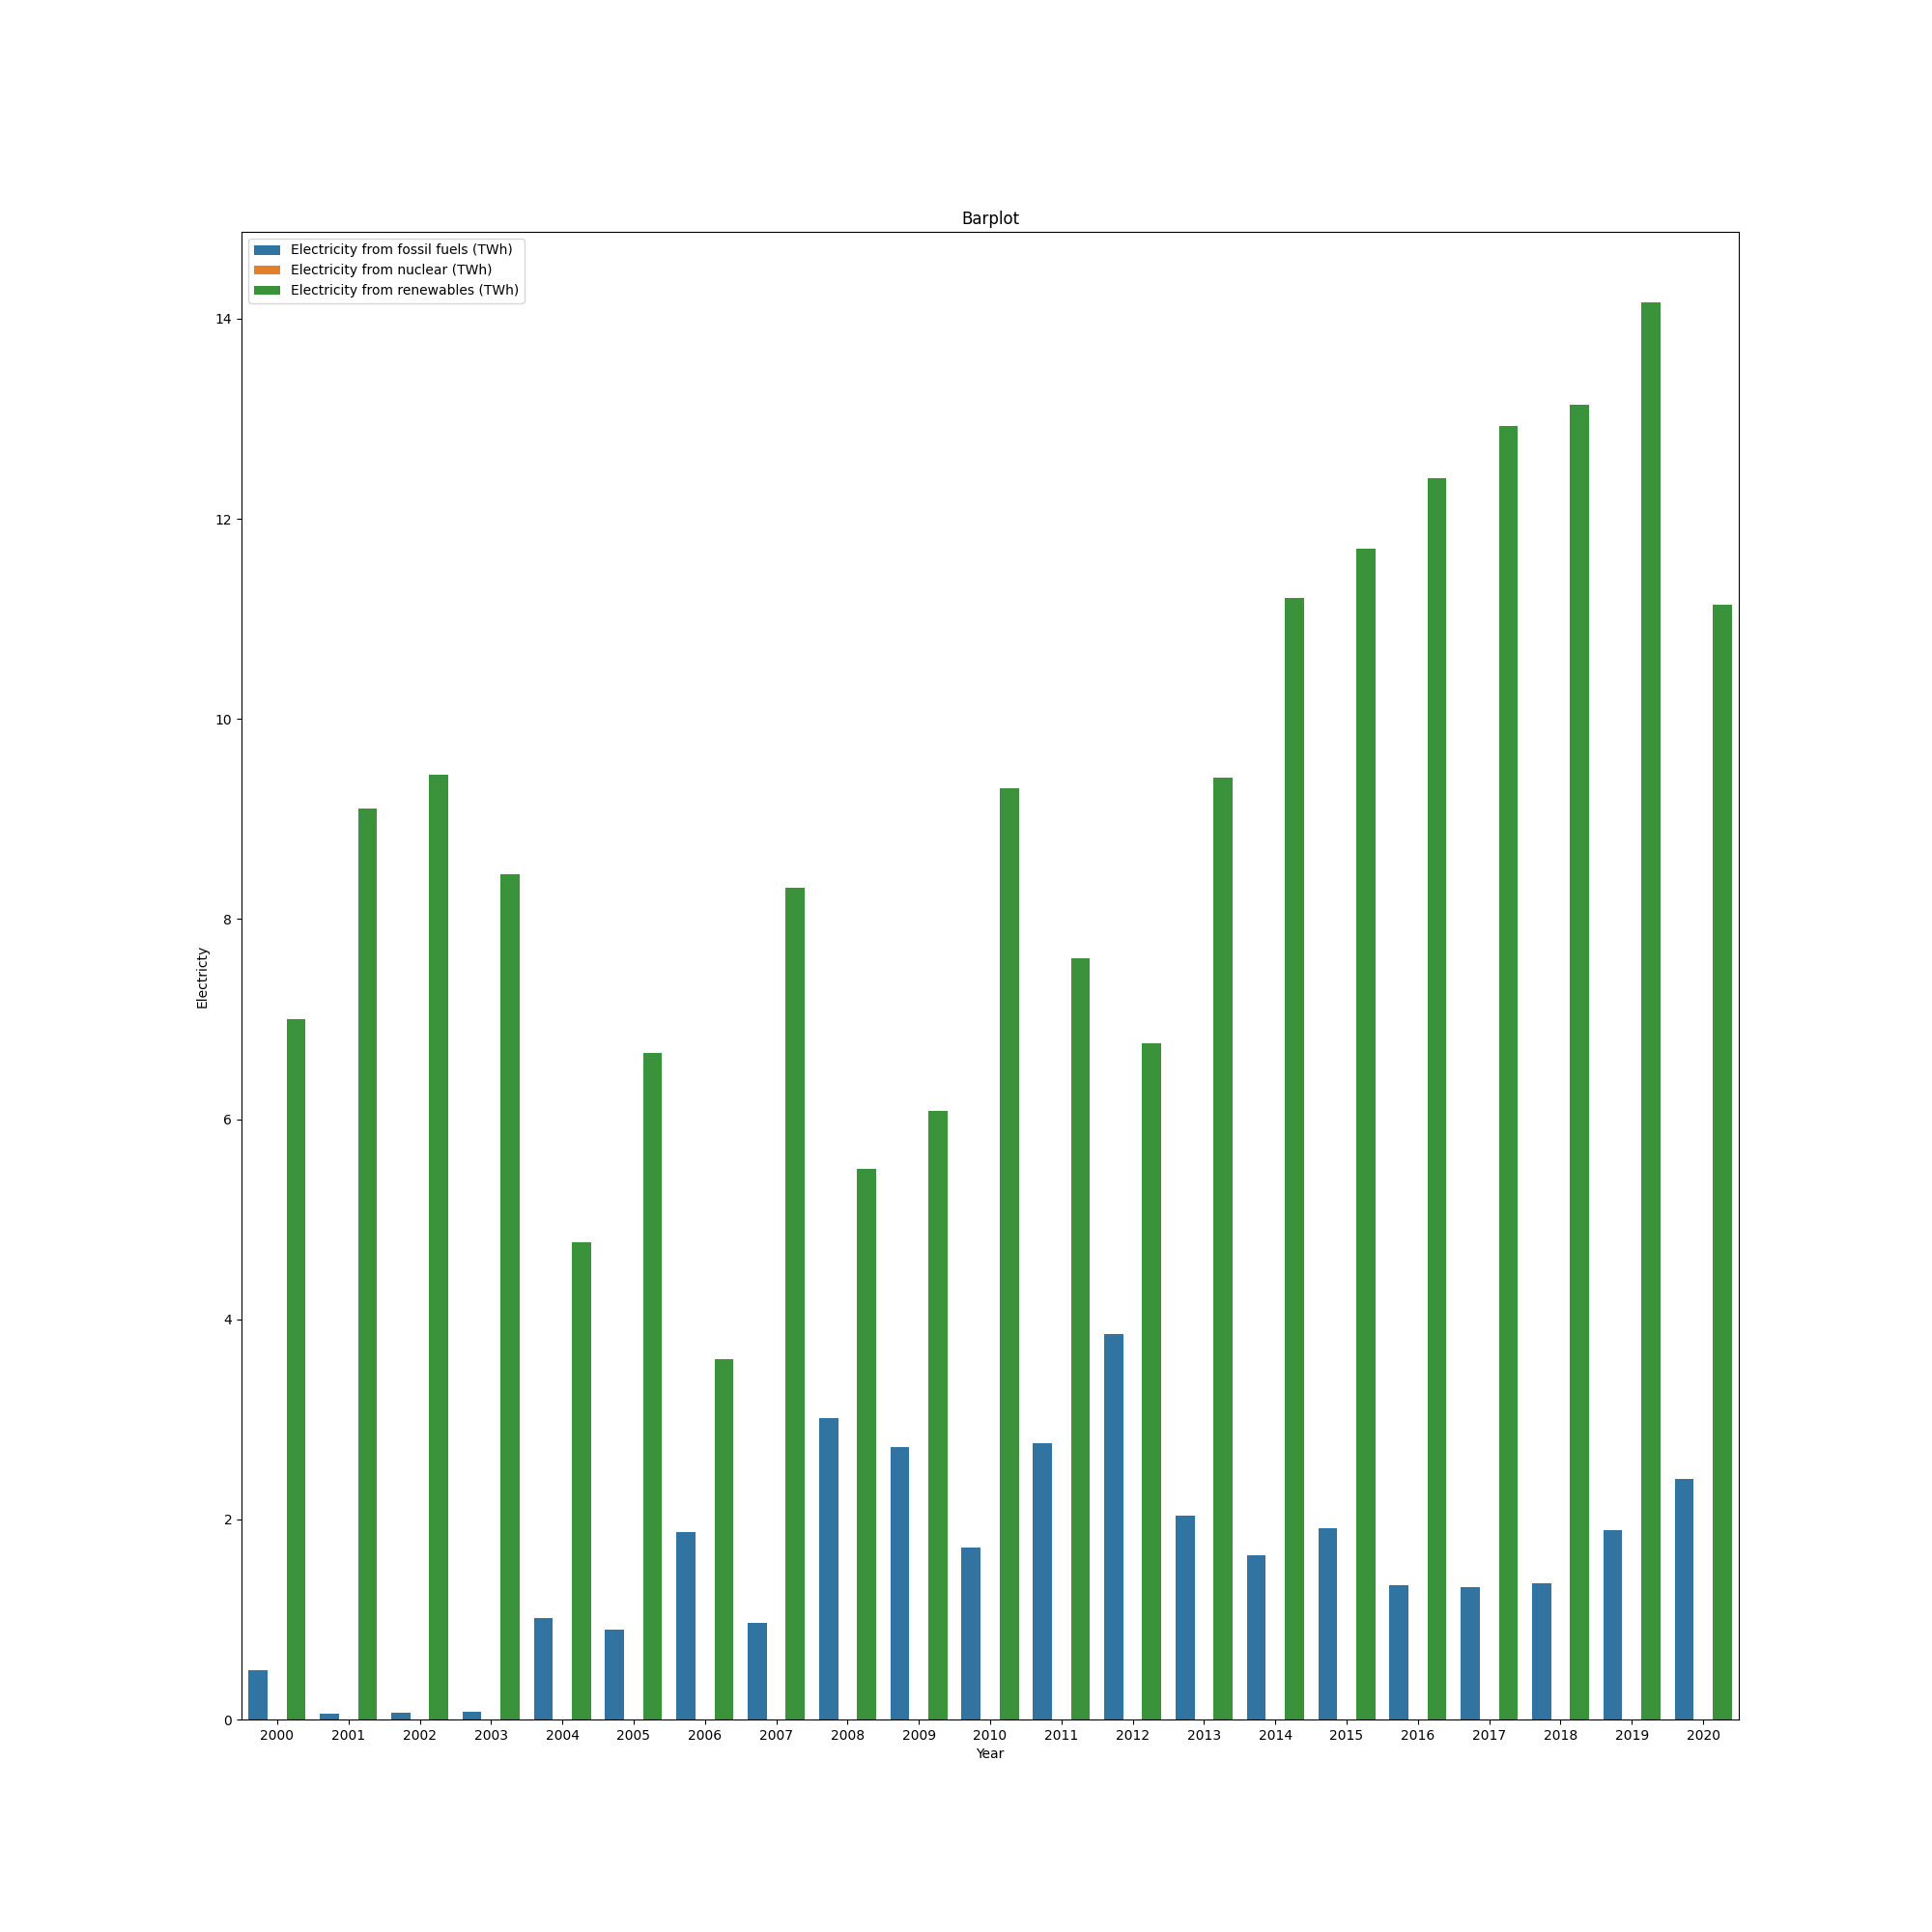 Barplot
Electricity from fossil fuels (TWh)
Electricity from nuclear (TWh)
Electricity from renewables (TWh)
14
12
10
8
6
4
2
0
Electricty
2000 2001 2002 2003 2004 2005 2006 2007 2008 2009 2010 2011 2012 2013 2014 2015 2016 2017 2018 2019 2020
Year